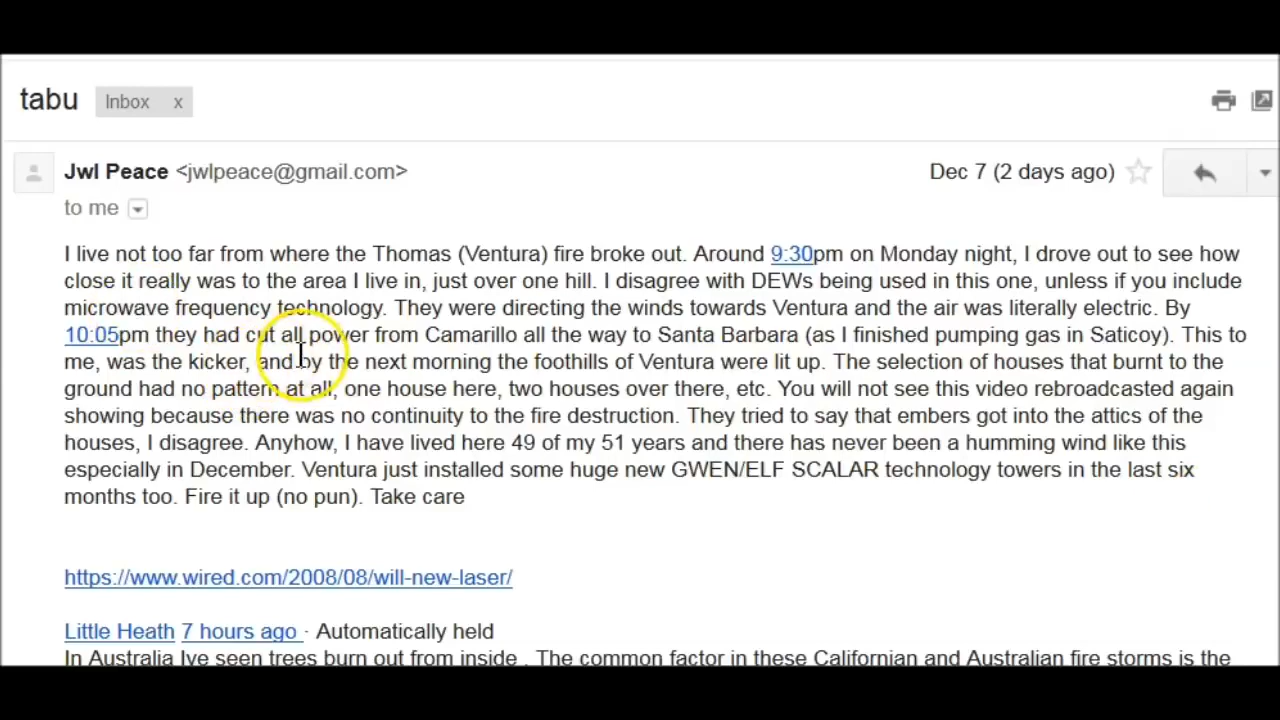 tabu Inbox x
Jwl Peace <jwlpeace@gmail.com> Dec 7 (2 days ago)
to me
I live not too far from where the Thomas (Ventura) fire broke out. Around 9:30pm on Monday night, I drove out to see how
close it really was to the area I live in, just over one hill. I disagree with DEWs being used in this one, unless if you include
microwave frequency technology. They were directing the winds towards Ventura and the air was literally electric. By
10:05pm they had cut all power from Camarillo all the way to Santa Barbara (as I finished pumping gas in Saticoy). This to
me, was the kicker, and by the next morning the foothills of Ventura were lit up. The selection of houses that burnt to the
ground had no pattern at all, one house here, two houses over there, etc. You will not see this video rebroadcasted again
showing because there was no continuity to the fire destruction. They tried to say that embers got into the attics of the
houses, I disagree. Anyhow, I have lived here 49 of my 51 years and there has never been a humming wind like this
especially in December. Ventura just installed some huge new GWEN/ELF SCALAR technology towers in the last six
months too. Fire it up (no pun). Take care
https://www.wired.com/2008/08/will-new-laser/
Little Heath 7 hours ago · Automatically held
In Australia Ive seen trees burn out from inside . The common factor in these Californian and Australian fire storms is the